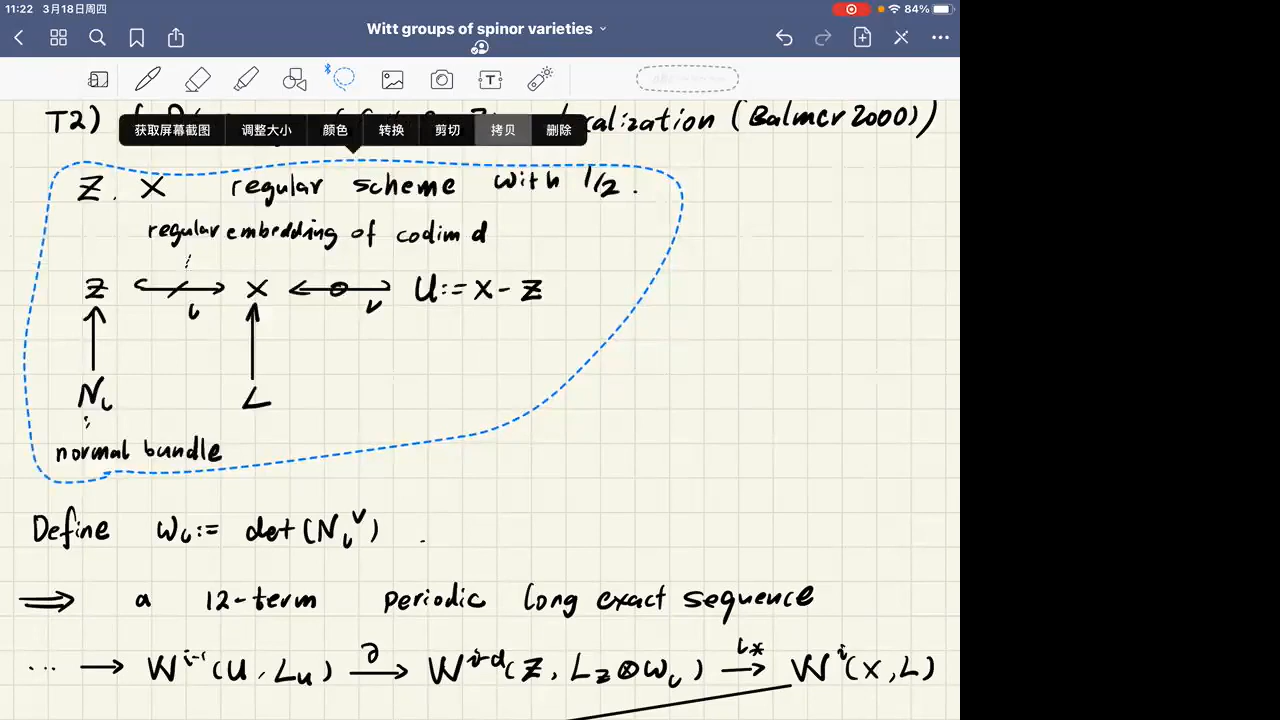 11:22 3月18日周四
84%
Witt groups of spinor varieties
T2) localization (Balmer 2000))
获取屏幕截图 调整大小 颜色 转换 剪切 拷贝 删除
Z, X regular scheme with 1/2.
regular embedding of codim d
Z ↪ X ↩ U := X - Z
ι v
N_ι L
normal bundle
Define ω_ι := det(N_ι^∨).
⟹ a 12-term periodic long exact sequence
⋯ → W^{i-1}(U, L_U) →^∂ W^{i-d}(Z, L_Z ⊗ ω_ι) →^{ι_*} W^i(X, L)